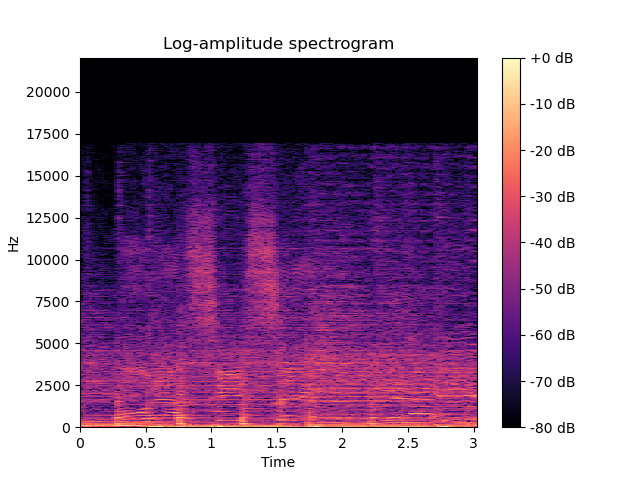 Log-amplitude spectrogram
Hz
20000
17500
15000
12500
10000
7500
5000
2500
0
0 0.5 1 1.5 2 2.5 3
Time
+0 dB
-10 dB
-20 dB
-30 dB
-40 dB
-50 dB
-60 dB
-70 dB
-80 dB